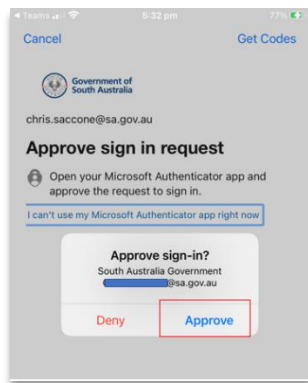 ◀ Teams 5:32 pm 77%
Cancel Get Codes
Government of
South Australia
chris.saccone@sa.gov.au
Approve sign in request
Open your Microsoft Authenticator app and
approve the request to sign in.
I can't use my Microsoft Authenticator app right now
Approve sign-in?
South Australia Government
@sa.gov.au
Deny Approve